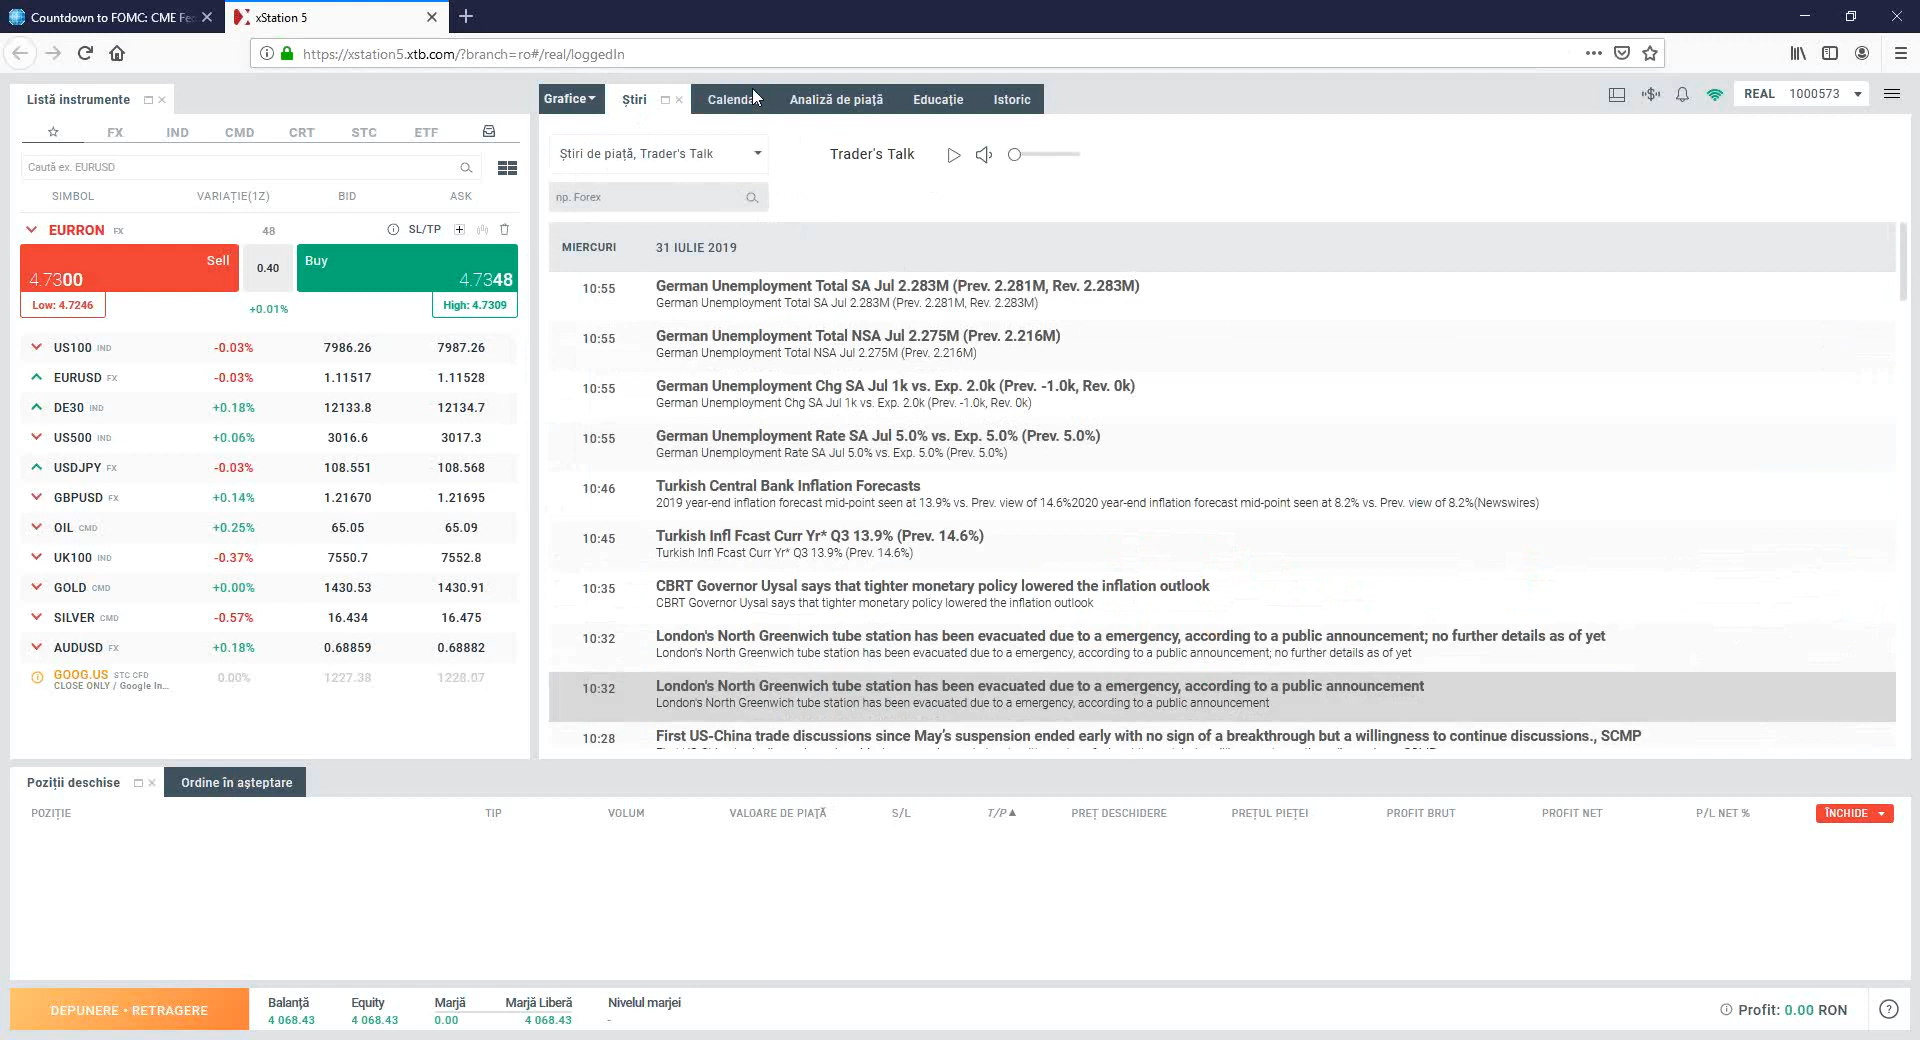 Countdown to FOMC: CME Fe
xStation 5
https://xstation5.xtb.com/?branch=ro#/real/loggedIn
Listă instrumente
Grafice
Știri
Calenda
Analiză de piață
Educație
Istoric
REAL 1000573
FX IND CMD CRT STC ETF
Caută ex. EURUSD
SIMBOL VARIAȚIE(1Z) BID ASK
EURRON FX 48 SL/TP
Sell 4.7300
0.40
Buy 4.7348
Low: 4.7246 +0.01% High: 4.7309
US100 IND -0.03% 7986.26 7987.26
EURUSD FX -0.03% 1.11517 1.11528
DE30 IND +0.18% 12133.8 12134.7
US500 IND +0.06% 3016.6 3017.3
USDJPY FX -0.03% 108.551 108.568
GBPUSD FX +0.14% 1.21670 1.21695
OIL CMD +0.25% 65.05 65.09
UK100 IND -0.37% 7550.7 7552.8
GOLD CMD +0.00% 1430.53 1430.91
SILVER CMD -0.57% 16.434 16.475
AUDUSD FX +0.18% 0.68859 0.68882
GOOG.US STC CFD 0.00% 1227.38 1228.07
CLOSE ONLY / Google In...
Știri de piață, Trader's Talk
Trader's Talk
np. Forex
MIERCURI 31 IULIE 2019
10:55 German Unemployment Total SA Jul 2.283M (Prev. 2.281M, Rev. 2.283M)
German Unemployment Total SA Jul 2.283M (Prev. 2.281M, Rev. 2.283M)
10:55 German Unemployment Total NSA Jul 2.275M (Prev. 2.216M)
German Unemployment Total NSA Jul 2.275M (Prev. 2.216M)
10:55 German Unemployment Chg SA Jul 1k vs. Exp. 2.0k (Prev. -1.0k, Rev. 0k)
German Unemployment Chg SA Jul 1k vs. Exp. 2.0k (Prev. -1.0k, Rev. 0k)
10:55 German Unemployment Rate SA Jul 5.0% vs. Exp. 5.0% (Prev. 5.0%)
German Unemployment Rate SA Jul 5.0% vs. Exp. 5.0% (Prev. 5.0%)
10:46 Turkish Central Bank Inflation Forecasts
2019 year-end inflation forecast mid-point seen at 13.9% vs. Prev. view of 14.6%2020 year-end inflation forecast mid-point seen at 8.2% vs. Prev. view of 8.2%(Newswires)
10:45 Turkish Infl Fcast Curr Yr* Q3 13.9% (Prev. 14.6%)
Turkish Infl Fcast Curr Yr* Q3 13.9% (Prev. 14.6%)
10:35 CBRT Governor Uysal says that tighter monetary policy lowered the inflation outlook
CBRT Governor Uysal says that tighter monetary policy lowered the inflation outlook
10:32 London's North Greenwich tube station has been evacuated due to a emergency, according to a public announcement; no further details as of yet
London's North Greenwich tube station has been evacuated due to a emergency, according to a public announcement; no further details as of yet
10:32 London's North Greenwich tube station has been evacuated due to a emergency, according to a public announcement
London's North Greenwich tube station has been evacuated due to a emergency, according to a public announcement
10:28 First US-China trade discussions since May’s suspension ended early with no sign of a breakthrough but a willingness to continue discussions., SCMP
Poziții deschise
Ordine în așteptare
POZIȚIE TIP VOLUM VALOARE DE PIAȚĂ S/L T/P PREȚ DESCHIDERE PREȚUL PIEȚEI PROFIT BRUT PROFIT NET P/L NET % ÎNCHIDE
DEPUNERE • RETRAGERE
Balanță Equity Marjă Marjă Liberă Nivelul marjei
4 068.43 4 068.43 0.00 4 068.43 -
Profit: 0.00 RON